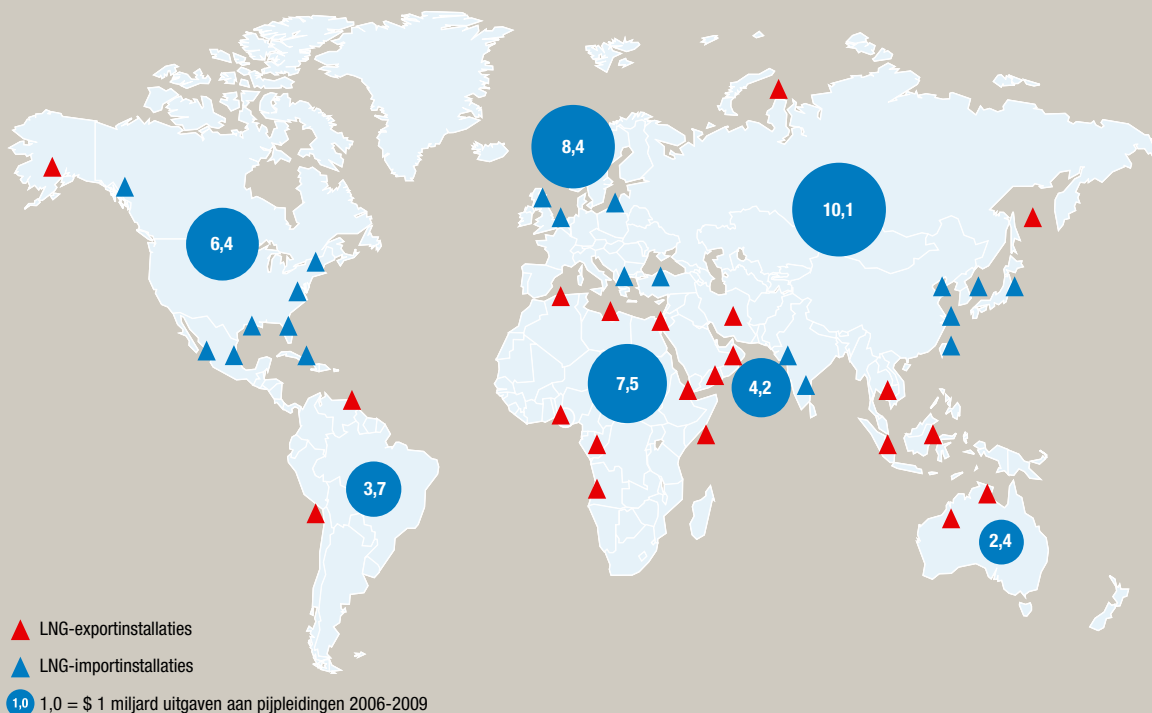 8,4
10,1
6,4
7,5
4,2
3,7
2,4
LNG-exportinstallaties
LNG-importinstallaties
1,0 1,0 = $ 1 miljard uitgaven aan pijpleidingen 2006-2009